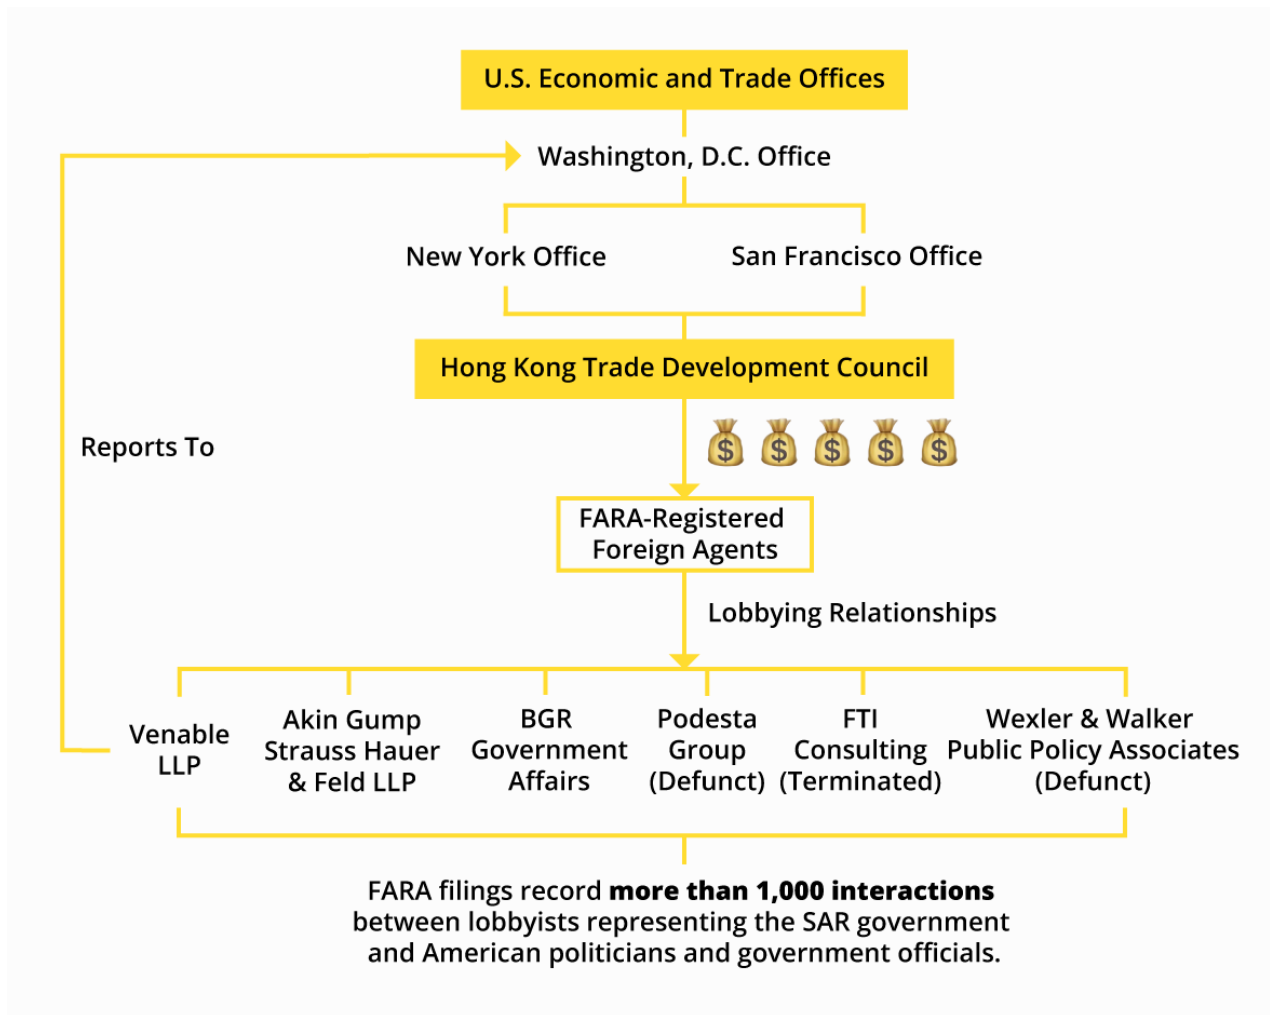 U.S. Economic and Trade Offices
Washington, D.C. Office
New York Office
San Francisco Office
Hong Kong Trade Development Council
$ $ $ $ $
Reports To
FARA-Registered
Foreign Agents
Lobbying Relationships
Venable
LLP
Akin Gump
Strauss Hauer
& Feld LLP
BGR
Government
Affairs
Podesta
Group
(Defunct)
FTI
Consulting
(Terminated)
Wexler & Walker
Public Policy Associates
(Defunct)
FARA filings record more than 1,000 interactions
between lobbyists representing the SAR government
and American politicians and government officials.